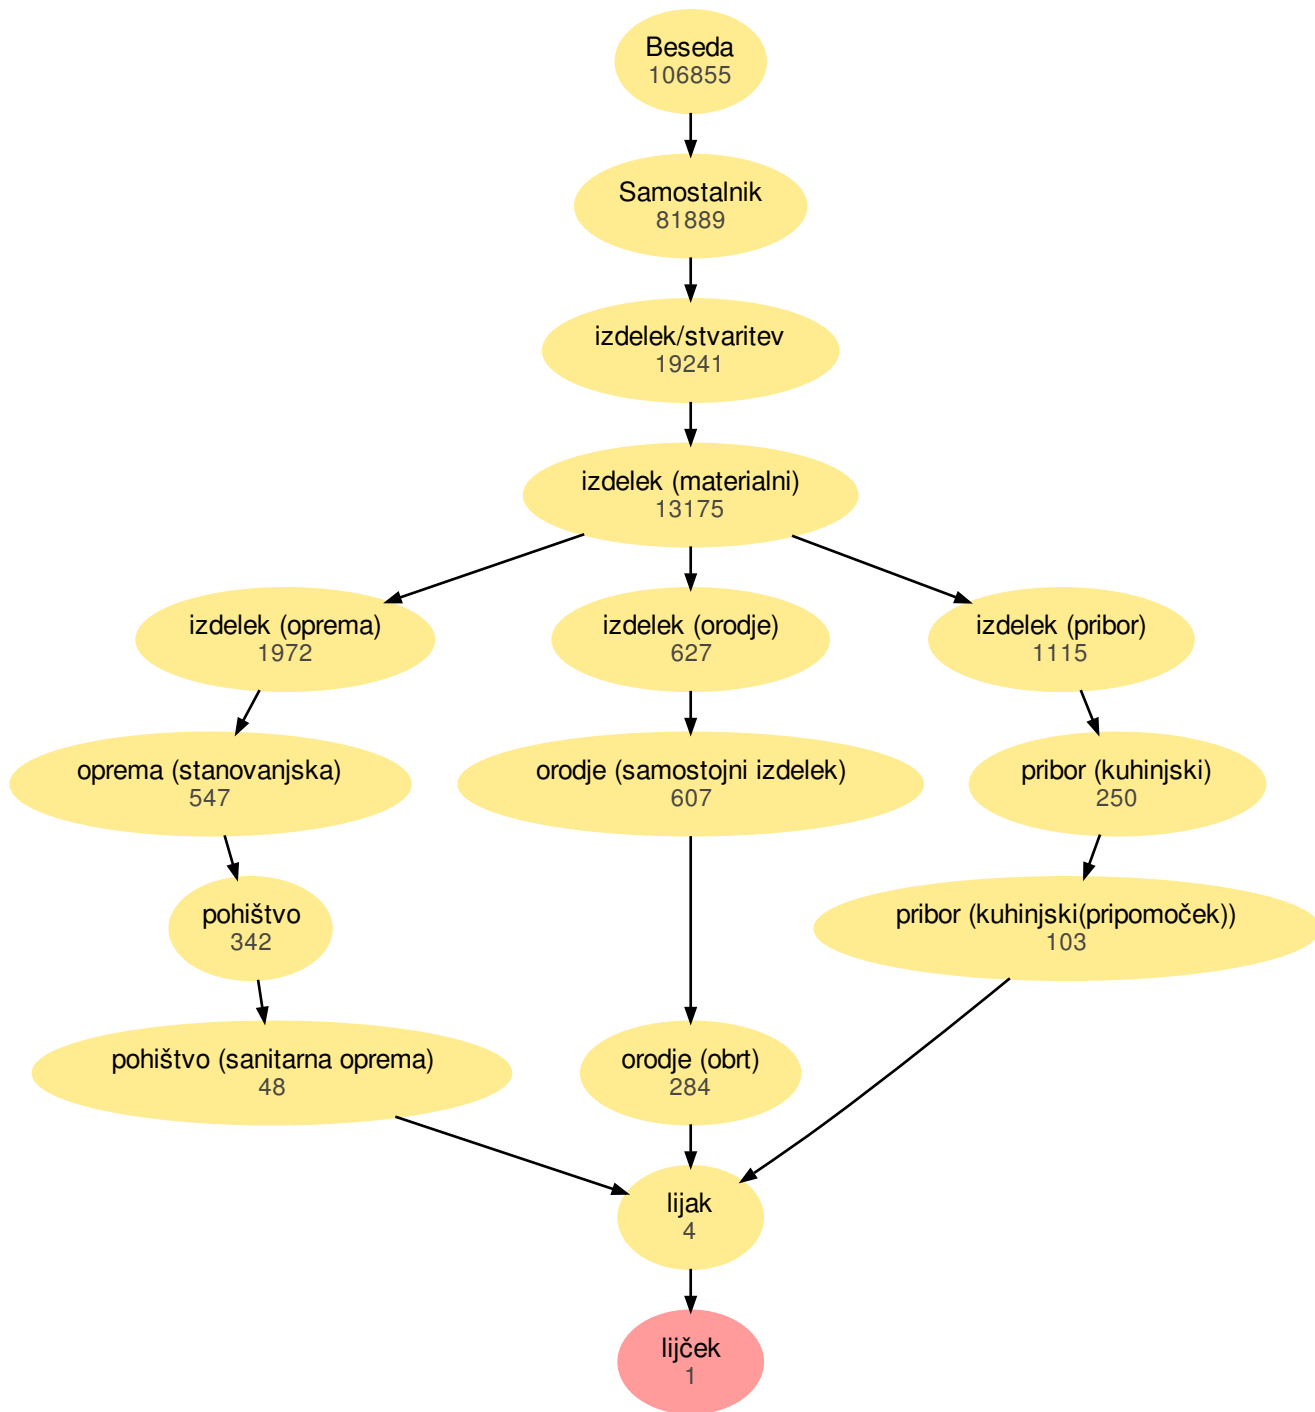 Beseda
106855
Samostalnik
81889
izdelek/stvaritev
19241
izdelek (materialni)
13175
izdelek (oprema)
1972
izdelek (orodje)
627
izdelek (pribor)
1115
oprema (stanovanjska)
547
orodje (samostojni izdelek)
607
pribor (kuhinjski)
250
pohištvo
342
pribor (kuhinjski(pripomoček))
103
pohištvo (sanitarna oprema)
48
orodje (obrt)
284
lijak
4
lijček
1